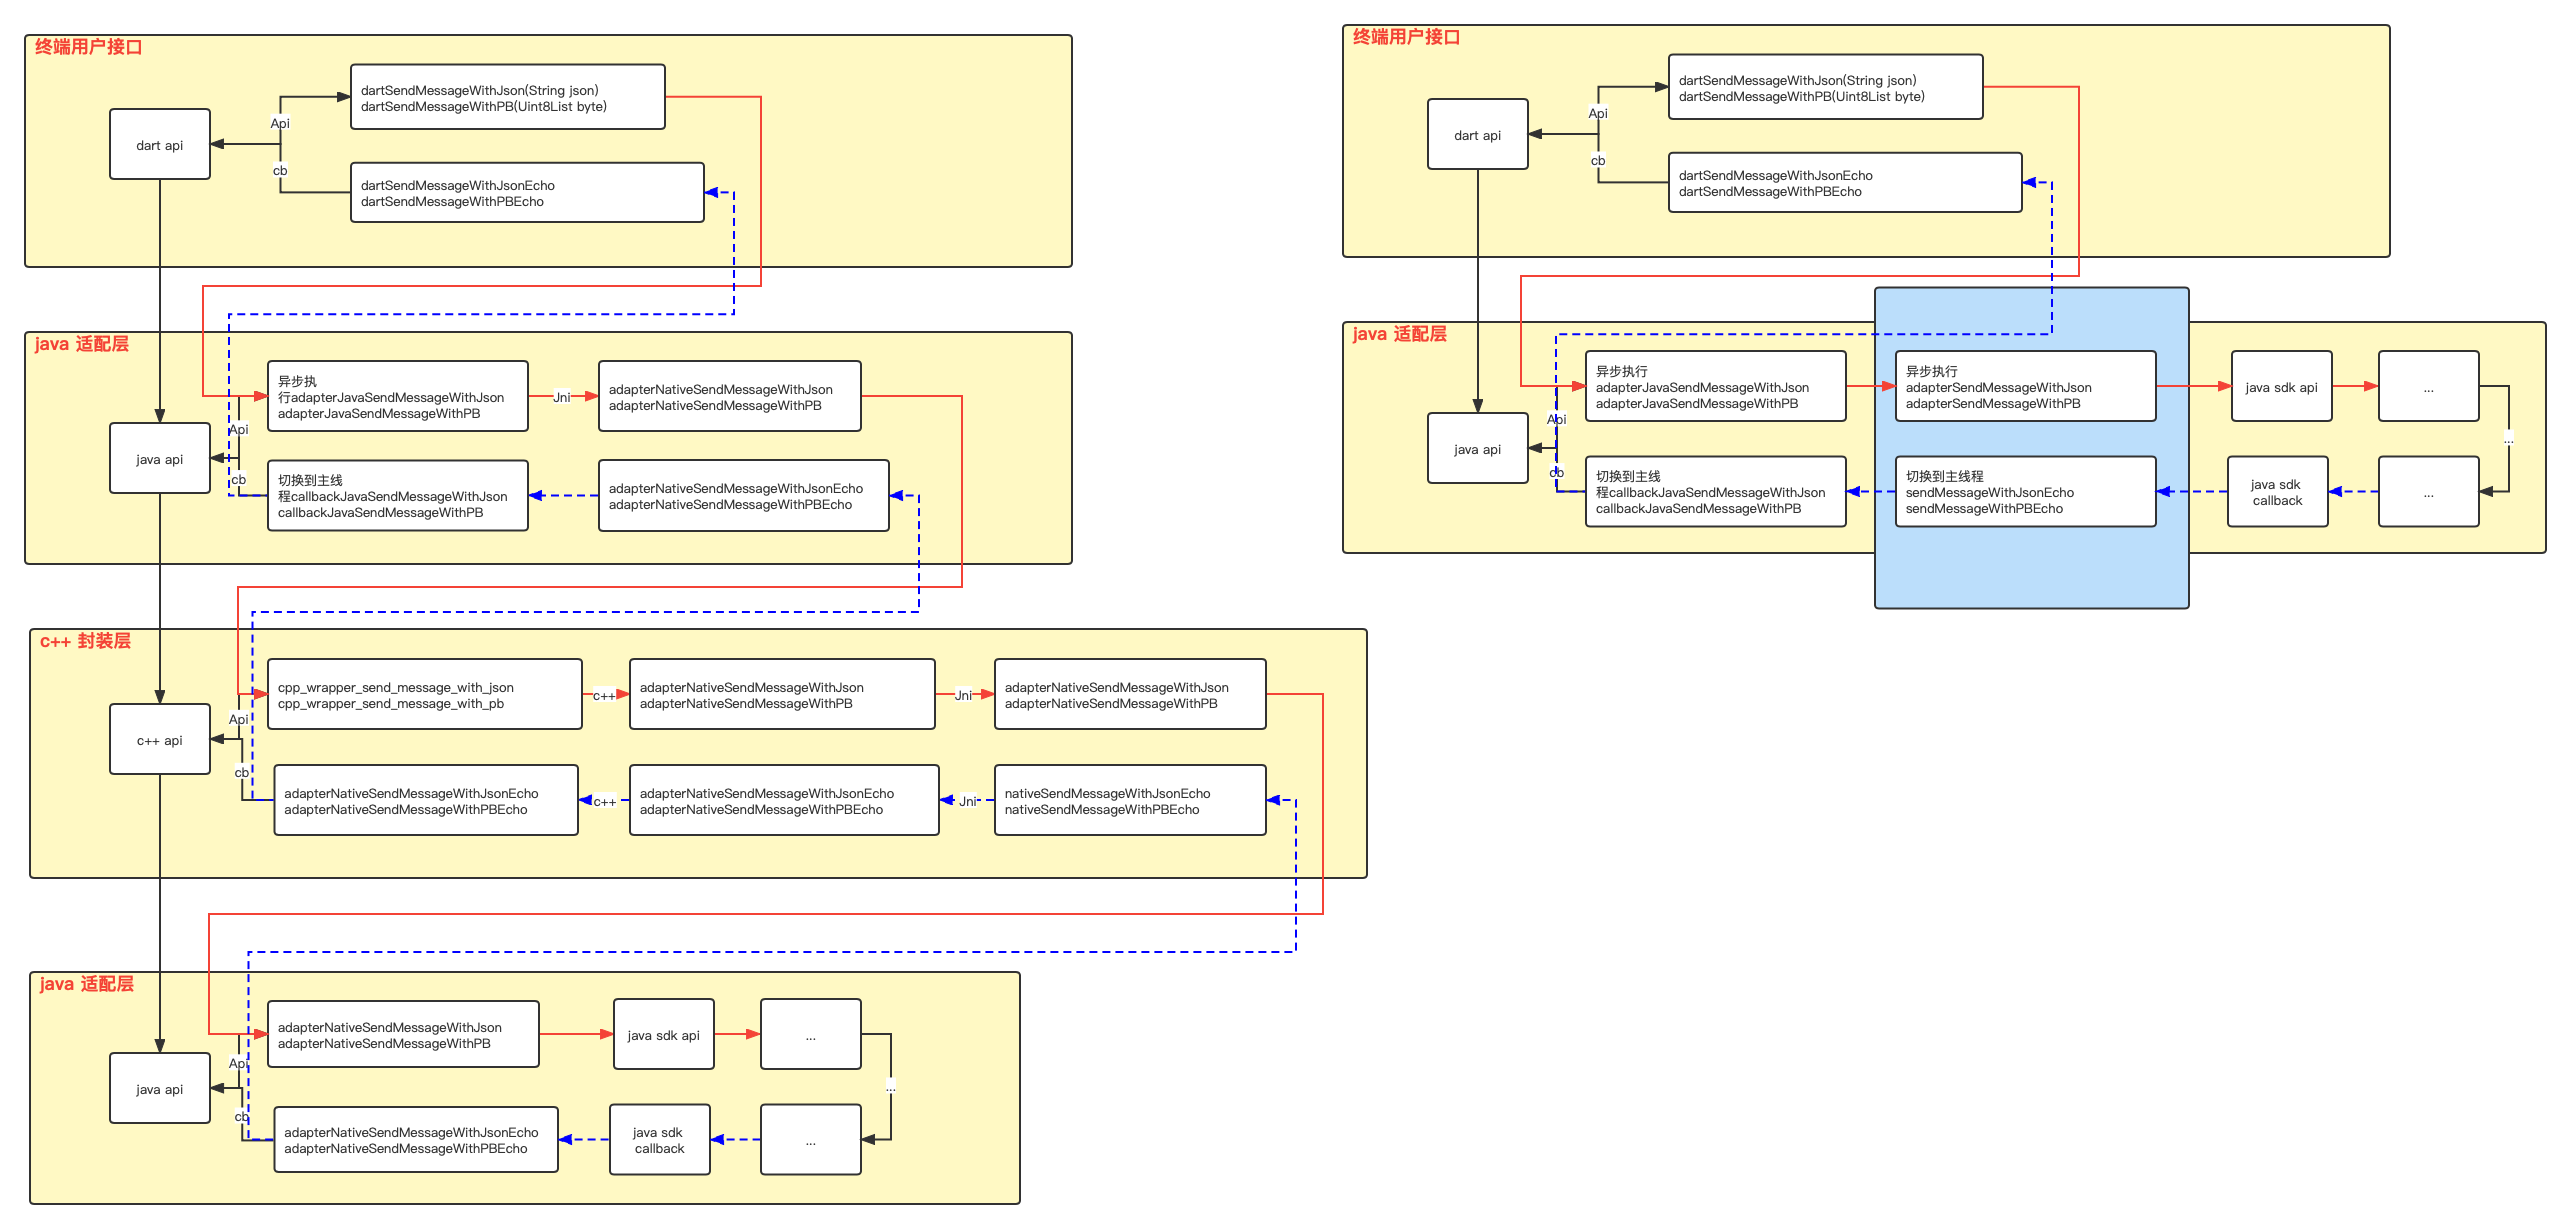 终端用户接口
dartSendMessageWithJson(String json)
dartSendMessageWithPB(Uint8List byte)
Api
dart api
cb
dartSendMessageWithJsonEcho
dartSendMessageWithPBEcho
java 适配层
异步执
行adapterJavaSendMessageWithJson
adapterJavaSendMessageWithPB
Jni
adapterNativeSendMessageWithJson
adapterNativeSendMessageWithPB
Api
java api
cb
切换到主线
程callbackJavaSendMessageWithJson
callbackJavaSendMessageWithPB
adapterNativeSendMessageWithJsonEcho
adapterNativeSendMessageWithPBEcho
c++ 封装层
cpp_wrapper_send_message_with_json
cpp_wrapper_send_message_with_pb
c++
adapterNativeSendMessageWithJson
adapterNativeSendMessageWithPB
Jni
adapterNativeSendMessageWithJson
adapterNativeSendMessageWithPB
Api
c++ api
cb
adapterNativeSendMessageWithJsonEcho
adapterNativeSendMessageWithPBEcho
c++
adapterNativeSendMessageWithJsonEcho
adapterNativeSendMessageWithPBEcho
Jni
nativeSendMessageWithJsonEcho
nativeSendMessageWithPBEcho
java 适配层
adapterNativeSendMessageWithJson
adapterNativeSendMessageWithPB
java sdk api
...
Api
java api
cb
...
adapterNativeSendMessageWithJsonEcho
adapterNativeSendMessageWithPBEcho
java sdk
callback
...
终端用户接口
dartSendMessageWithJson(String json)
dartSendMessageWithPB(Uint8List byte)
Api
dart api
cb
dartSendMessageWithJsonEcho
dartSendMessageWithPBEcho
java 适配层
异步执行
adapterJavaSendMessageWithJson
adapterJavaSendMessageWithPB
异步执行
adapterSendMessageWithJson
adapterSendMessageWithPB
java sdk api
...
Api
java api
cb
...
切换到主线
程callbackJavaSendMessageWithJson
callbackJavaSendMessageWithPB
切换到主线程
sendMessageWithJsonEcho
sendMessageWithPBEcho
java sdk
callback
...